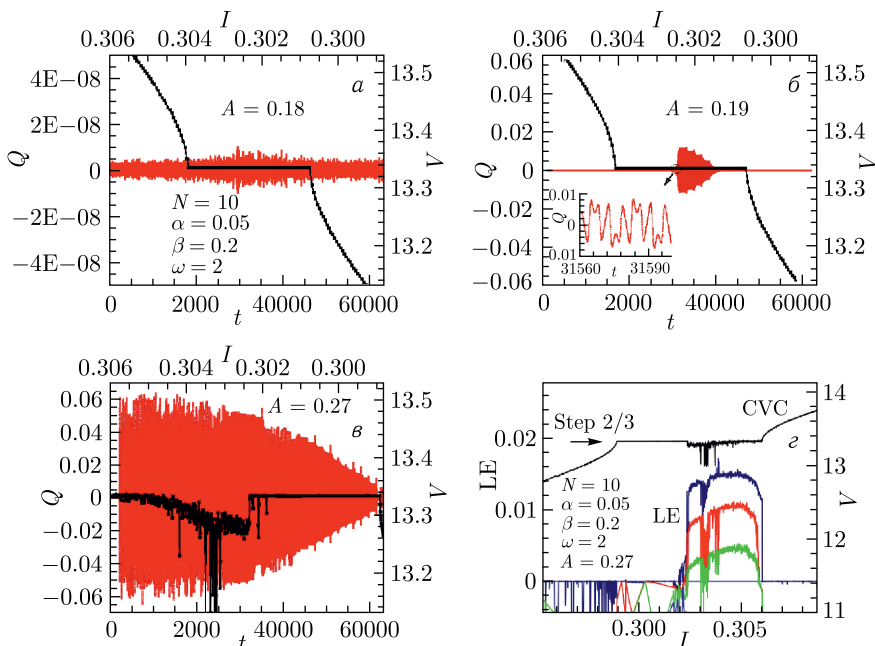 I
0.306 0.304 0.302 0.300
4E−08
2E−08
0
−2E−08
−4E−08
Q
A = 0.18
а
N = 10
α = 0.05
β = 0.2
ω = 2
13.5
13.4
13.3
13.2
V
0 20000 40000 60000
t
I
0.306 0.304 0.302 0.300
0.06
0.04
0.02
0
−0.02
−0.04
−0.06
Q
A = 0.19
б
0.01
0
0.01
Q
31560 t 31590
13.5
13.4
13.3
13.2
V
0 20000 40000 60000
t
I
0.306 0.304 0.302 0.300
0.06
0.04
0.02
0
−0.02
−0.04
−0.06
Q
A = 0.27
в
13.5
13.4
13.3
13.2
V
0 2000 40000 60000
t
CVC
Step 2/3
г
0.02
0.01
0
LE
N = 10
α = 0.05
β = 0.2
ω = 2
A = 0.27
LE
14
13
12
11
V
0.300 0.305
I